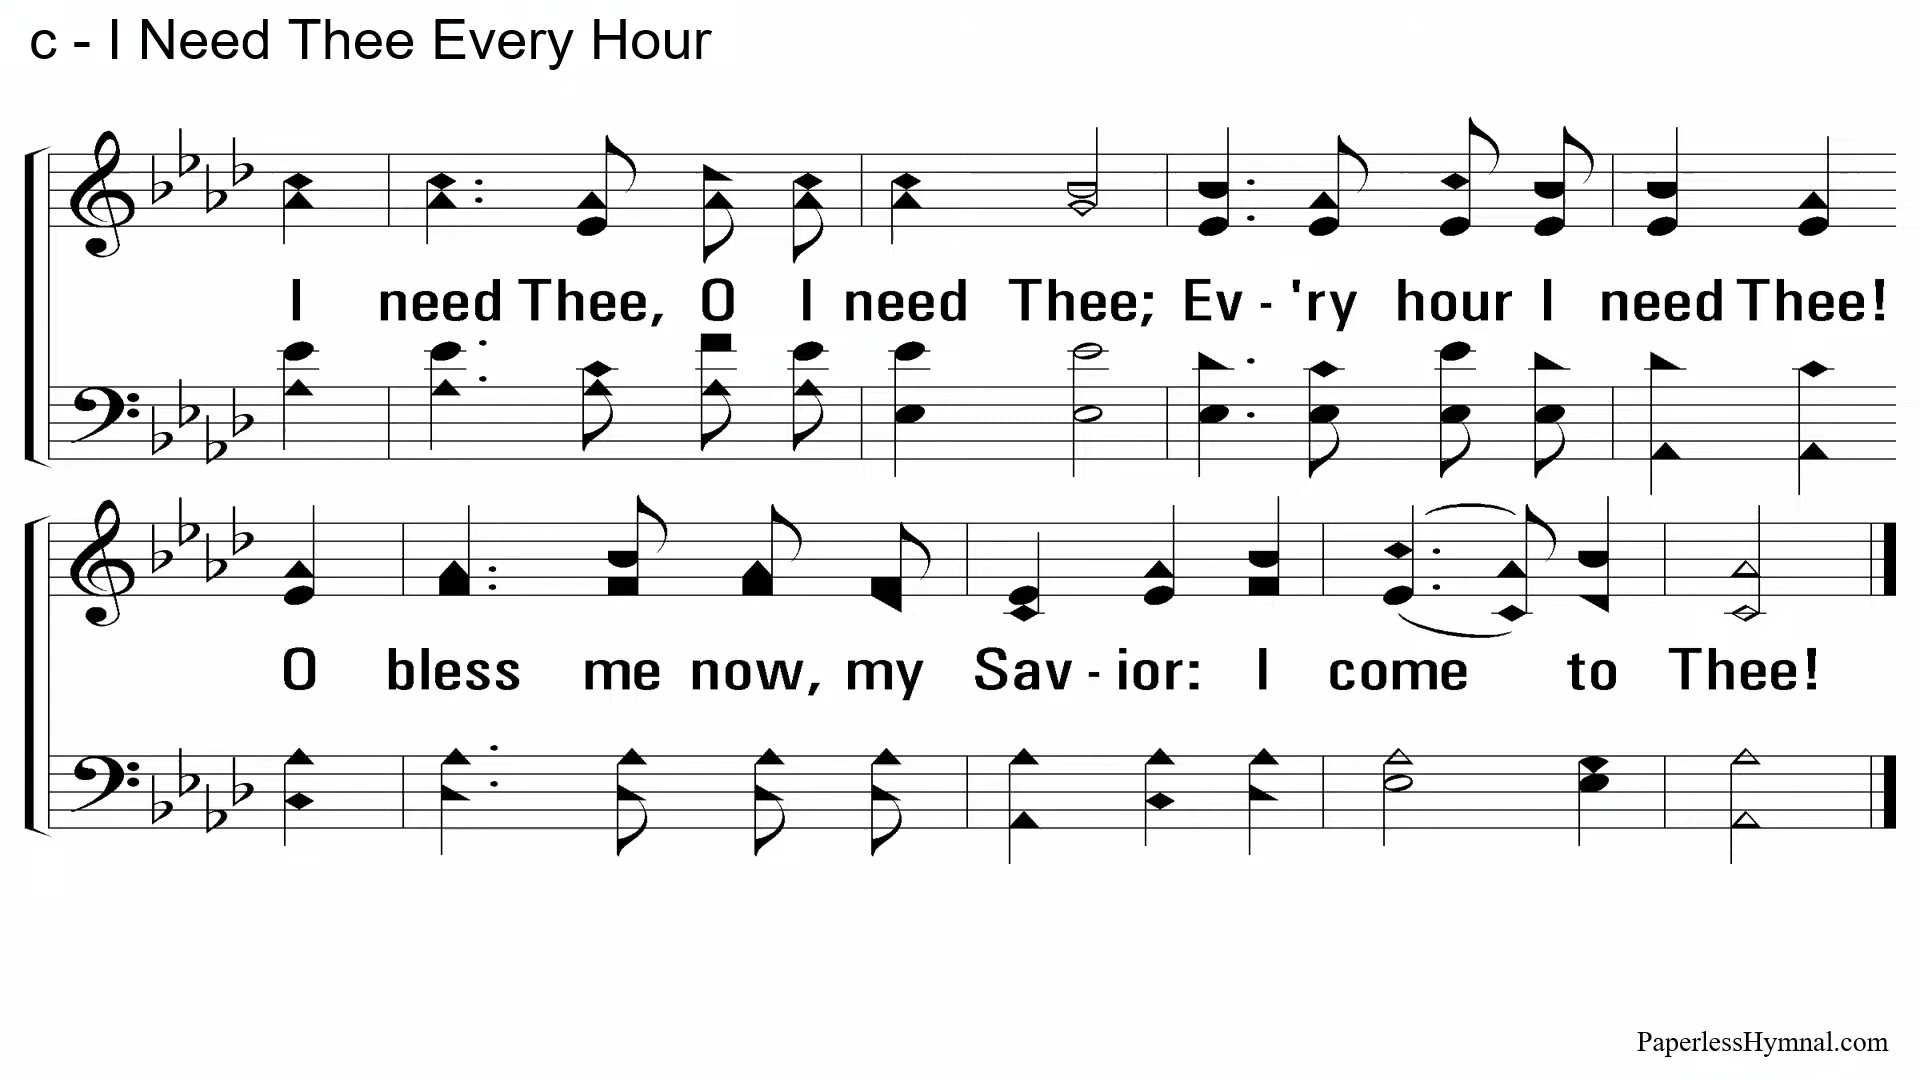 c - I Need Thee Every Hour
I need Thee, O I need Thee; Ev - 'ry hour I need Thee!
O bless me now, my Sav - ior: I come to Thee!
PaperlessHymnal.com